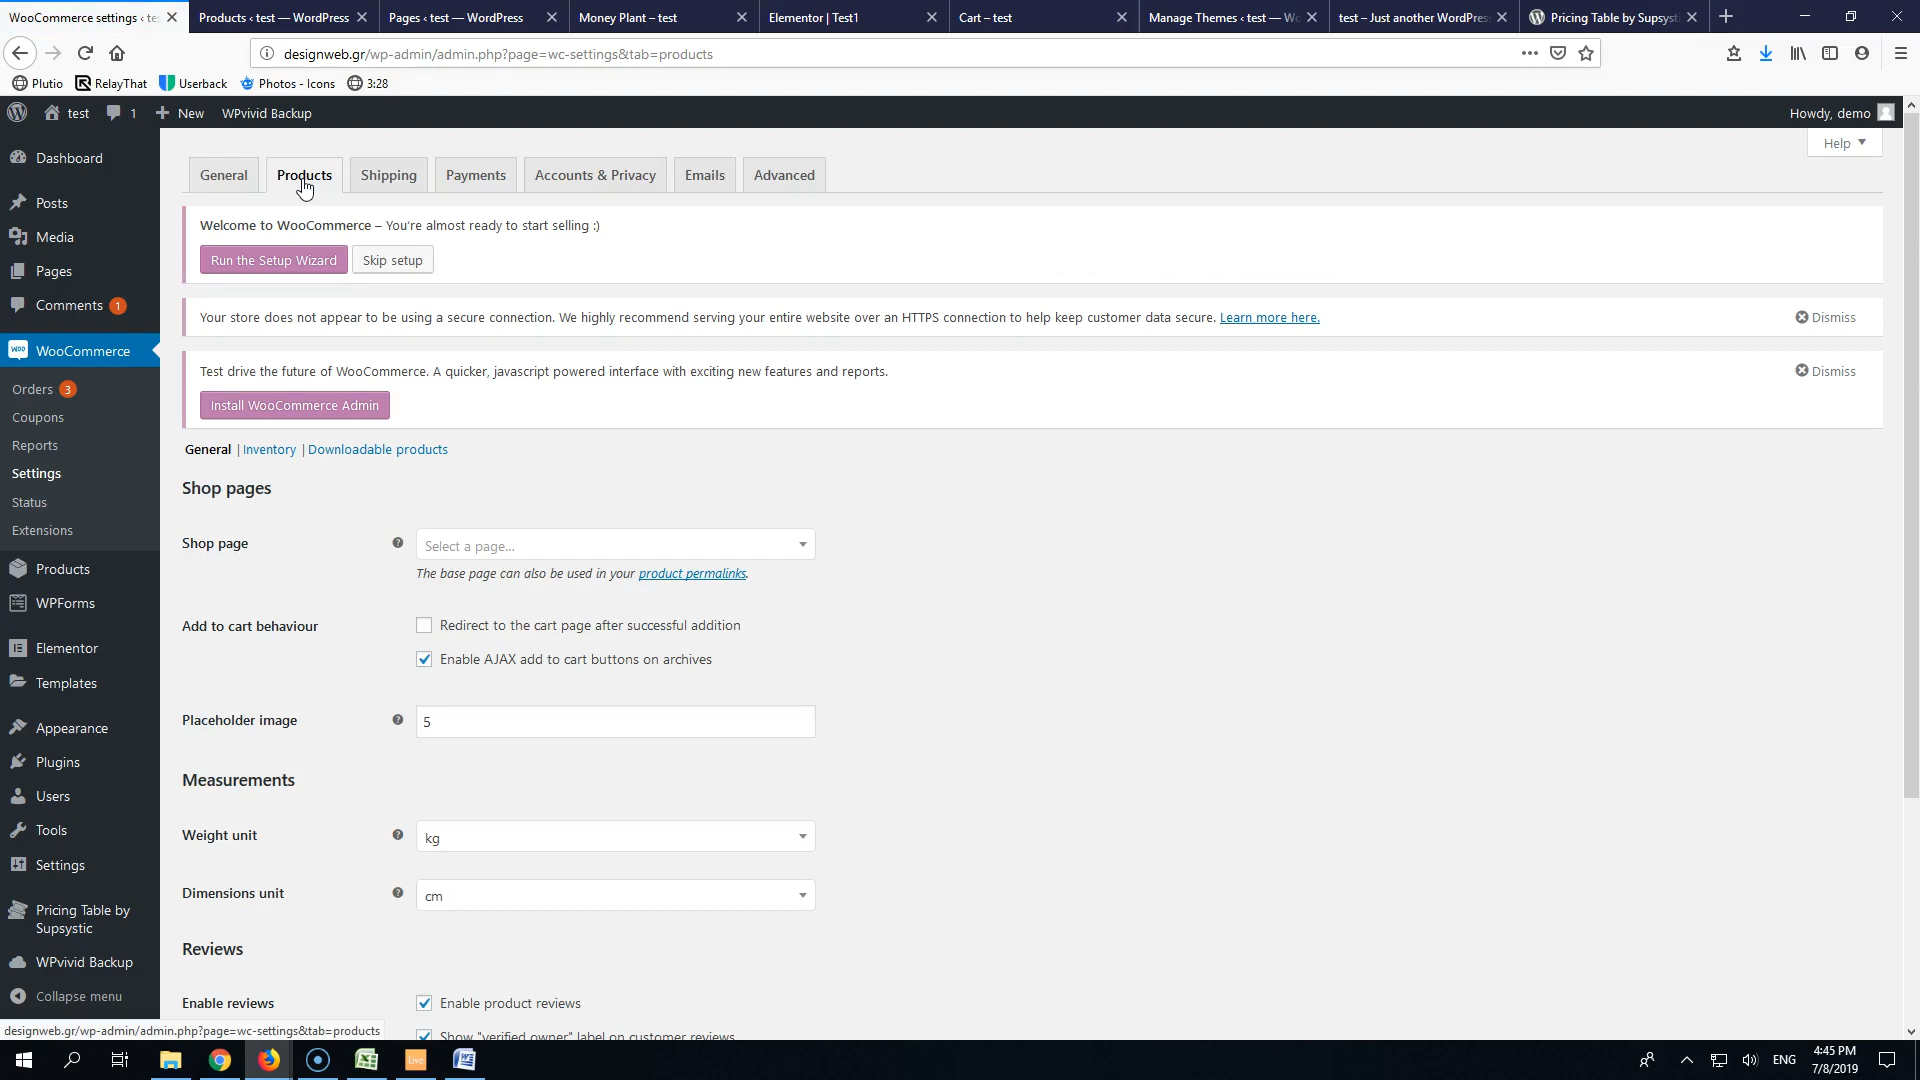 WooCommerce settings ‹ tes
Products ‹ test — WordPress
Pages ‹ test — WordPress
Money Plant – test
Elementor | Test1
Cart – test
Manage Themes ‹ test — Wo
test – Just another WordPress
Pricing Table by Supsysti
designweb.gr/wp-admin/admin.php?page=wc-settings&tab=products
Plutio
RelayThat
Userback
Photos - Icons
3:28
test
1
New
WPvivid Backup
Howdy, demo
Help
Dashboard
Posts
Media
Pages
Comments 1
WooCommerce
Orders 3
Coupons
Reports
Settings
Status
Extensions
Products
WPForms
Elementor
Templates
Appearance
Plugins
Users
Tools
Settings
Pricing Table by
Supsystic
WPvivid Backup
Collapse menu
General
Products
Shipping
Payments
Accounts & Privacy
Emails
Advanced
Welcome to WooCommerce – You're almost ready to start selling :)
Run the Setup Wizard
Skip setup
Your store does not appear to be using a secure connection. We highly recommend serving your entire website over an HTTPS connection to help keep customer data secure. Learn more here.
Dismiss
Test drive the future of WooCommerce. A quicker, javascript powered interface with exciting new features and reports.
Dismiss
Install WooCommerce Admin
General | Inventory | Downloadable products
Shop pages
Shop page
Select a page...
The base page can also be used in your product permalinks.
Add to cart behaviour
Redirect to the cart page after successful addition
Enable AJAX add to cart buttons on archives
Placeholder image
5
Measurements
Weight unit
kg
Dimensions unit
cm
Reviews
Enable reviews
Enable product reviews
Show "verified owner" label on customer reviews
designweb.gr/wp-admin/admin.php?page=wc-settings&tab=products
Live
ENG
4:45 PM
7/8/2019